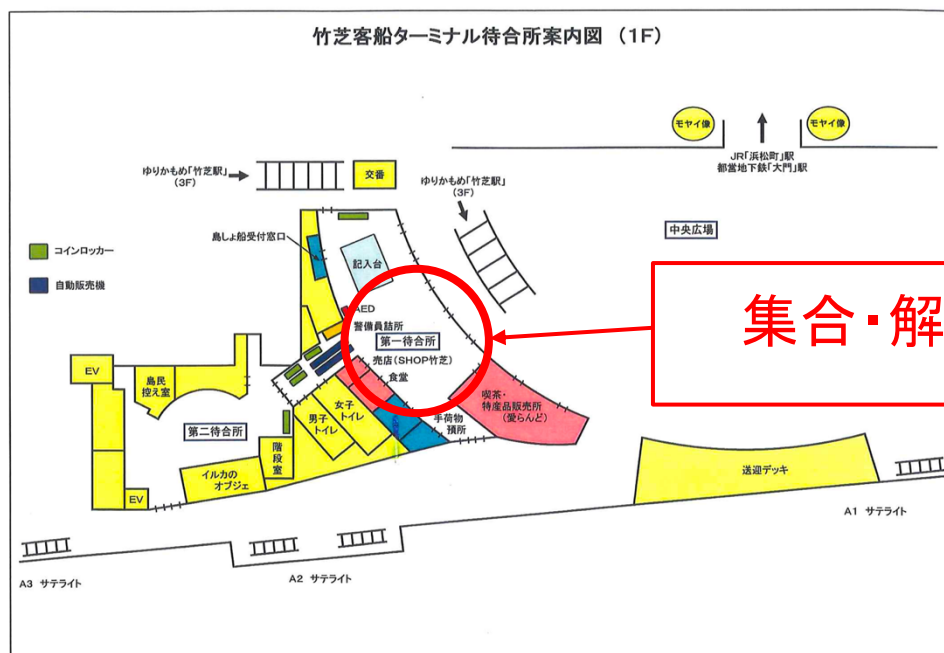 竹芝客船ターミナル待合所案内図 (1F)
モヤイ像
モヤイ像
JR「浜松町」駅
都営地下鉄「大門」駅
ゆりかもめ「竹芝駅」
(3F)
交番
ゆりかもめ「竹芝駅」
(3F)
中央広場
島しょ船受付窓口
コインロッカー
自動販売機
記入台
AED
警備員詰所
第一待合所
売店(SHOP竹芝)
食堂
集合・解
EV
島民
控え室
喫茶・
特産品販売所
(愛らんど)
女子
トイレ
男子
トイレ
手荷物
預所
第二待合所
階
段
室
イルカの
オブジェ
EV
送迎デッキ
A1 サテライト
A2 サテライト
A3 サテライト